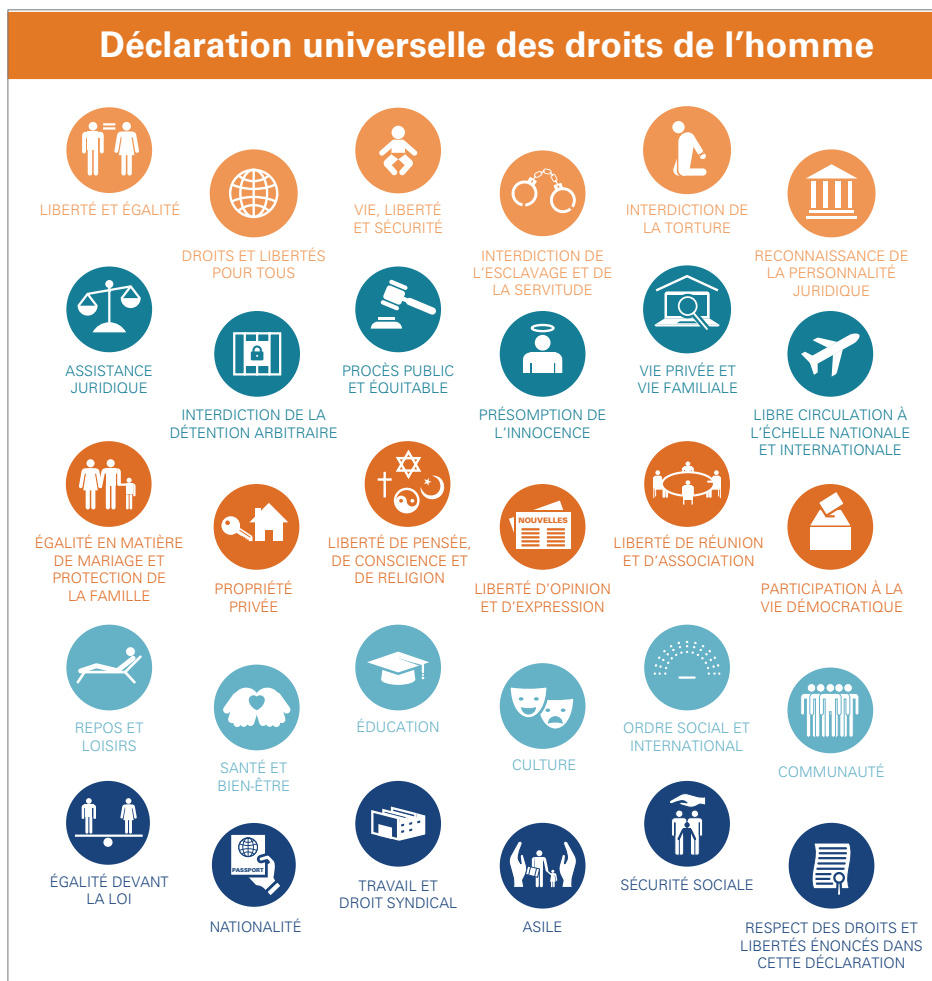 Déclaration universelle des droits de l’homme
LIBERTÉ ET ÉGALITÉ
DROITS ET LIBERTÉS
POUR TOUS
VIE, LIBERTÉ
ET SÉCURITÉ
INTERDICTION DE
L’ESCLAVAGE ET DE
LA SERVITUDE
INTERDICTION DE
LA TORTURE
RECONNAISSANCE DE
LA PERSONNALITÉ
JURIDIQUE
ASSISTANCE
JURIDIQUE
INTERDICTION DE LA
DÉTENTION ARBITRAIRE
PROCÈS PUBLIC
ET ÉQUITABLE
PRÉSOMPTION DE
L’INNOCENCE
VIE PRIVÉE ET
VIE FAMILIALE
LIBRE CIRCULATION À
L’ÉCHELLE NATIONALE
ET INTERNATIONALE
ÉGALITÉ EN MATIÈRE
DE MARIAGE ET
PROTECTION DE
LA FAMILLE
PROPRIÉTÉ
PRIVÉE
LIBERTÉ DE PENSÉE,
DE CONSCIENCE ET
DE RELIGION
NOUVELLES
LIBERTÉ D’OPINION
ET D’EXPRESSION
LIBERTÉ DE RÉUNION
ET D’ASSOCIATION
PARTICIPATION À LA
VIE DÉMOCRATIQUE
REPOS ET
LOISIRS
SANTÉ ET
BIEN-ÊTRE
ÉDUCATION
CULTURE
ORDRE SOCIAL ET
INTERNATIONAL
COMMUNAUTÉ
ÉGALITÉ DEVANT
LA LOI
PASSPORT
NATIONALITÉ
TRAVAIL ET
DROIT SYNDICAL
ASILE
SÉCURITÉ SOCIALE
RESPECT DES DROITS ET
LIBERTÉS ÉNONCÉS DANS
CETTE DÉCLARATION